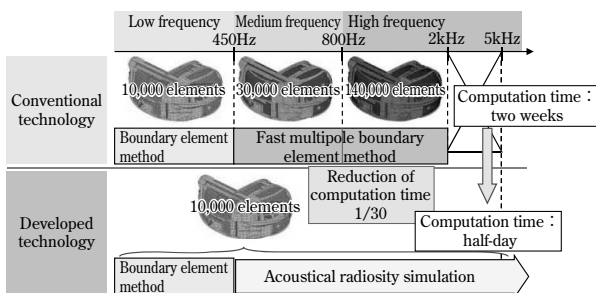 Low frequency Medium frequency High frequency
450Hz 800Hz 2kHz 5kHz
10,000 elements 30,000 elements 140,000 elements
Conventional
technology
Computation time：
two weeks
Boundary element
method
Fast multipole boundary
element method
Reduction of
computation time
1/30
10,000 elements
Developed
technology
Computation time：
half-day
Boundary element
method
Acoustical radiosity simulation